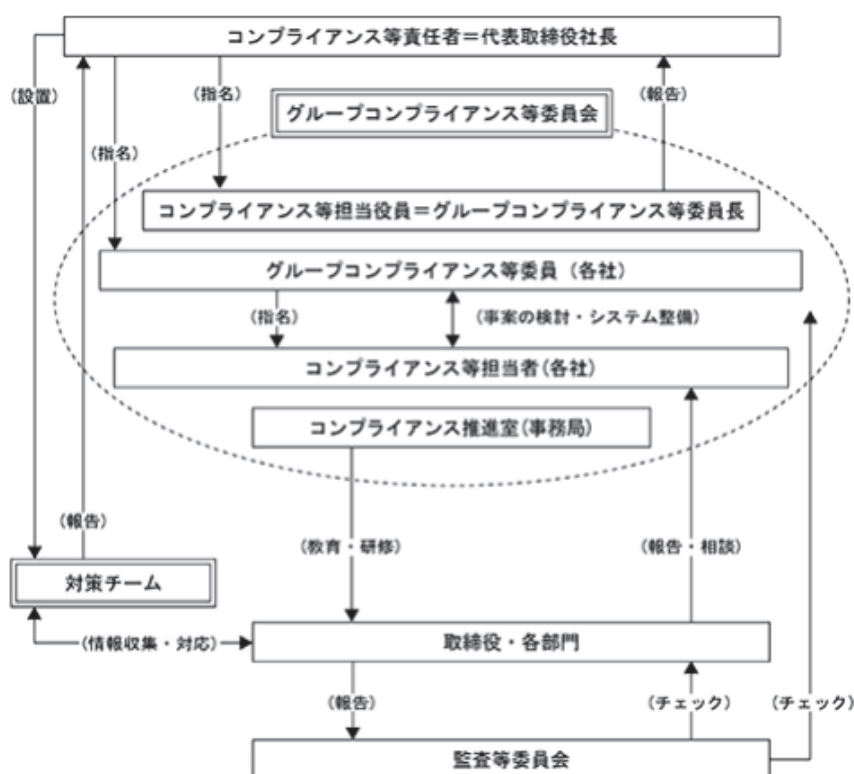 コンプライアンス等責任者＝代表取締役社長
（設置）
（指名）
（報告）
グループコンプライアンス等委員会
（指名）
コンプライアンス等担当役員＝グループコンプライアンス等委員長
グループコンプライアンス等委員（各社）
（指名）
（事案の検討・システム整備）
コンプライアンス等担当者（各社）
コンプライアンス推進室（事務局）
（報告）
（教育・研修）
（報告・相談）
対策チーム
（情報収集・対応）
取締役・各部門
（報告）
（チェック）
（チェック）
監査等委員会